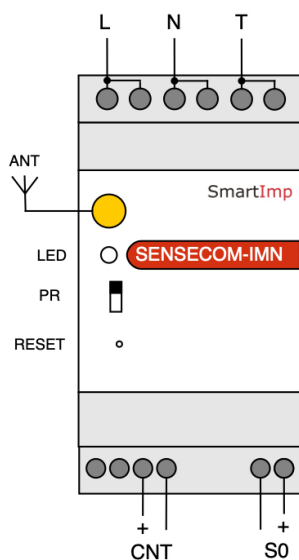 L N T
ANT
SmartImp
LED
SENSECOM-IMN
PR
RESET
+ +
CNT S0